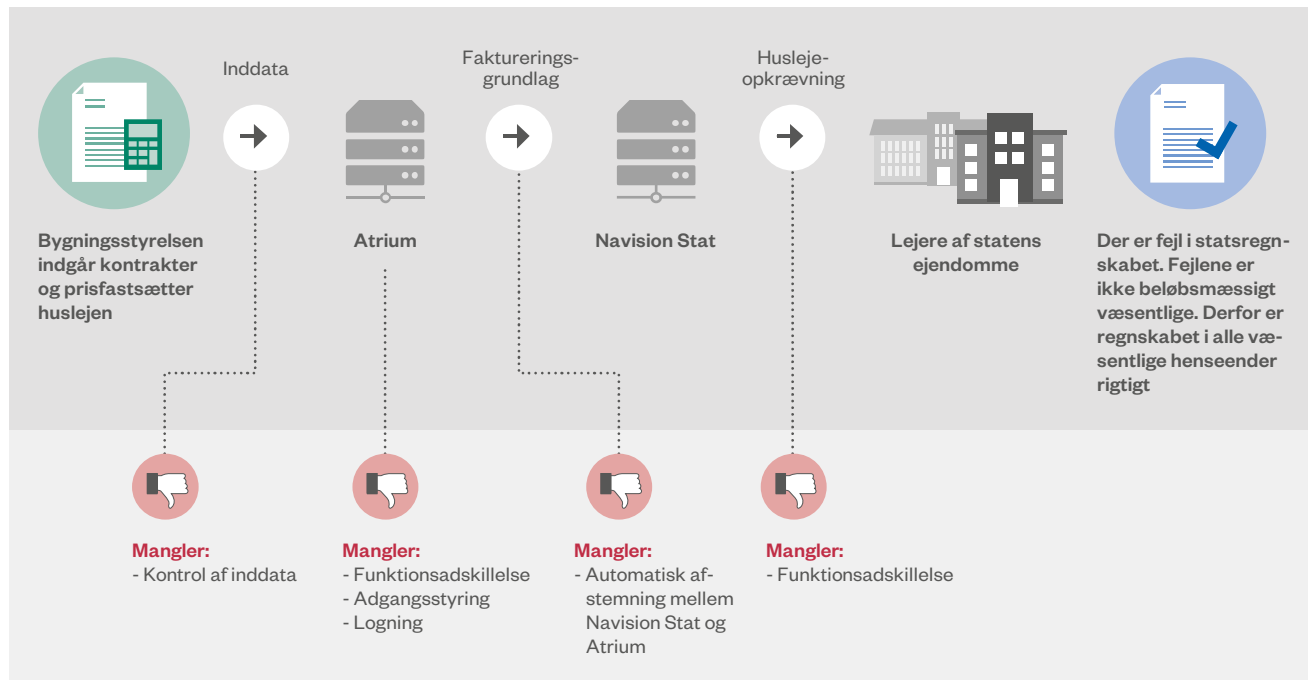 Inddata
Fakturerings-
grundlag
Husleje-
opkrævning
Bygningsstyrelsen
indgår kontrakter
og prisfastsætter
huslejen
Atrium
Navision Stat
Lejere af statens
ejendomme
Der er fejl i statsregn-
skabet. Fejlene er
ikke beløbsmæssigt
væsentlige. Derfor er
regnskabet i alle væ-
sentlige henseender
rigtigt
Mangler:
- Kontrol af inddata
Mangler:
- Funktionsadskillelse
- Adgangsstyring
- Logning
Mangler:
- Automatisk af-
stemning mellem
Navision Stat og
Atrium
Mangler:
- Funktionsadskillelse